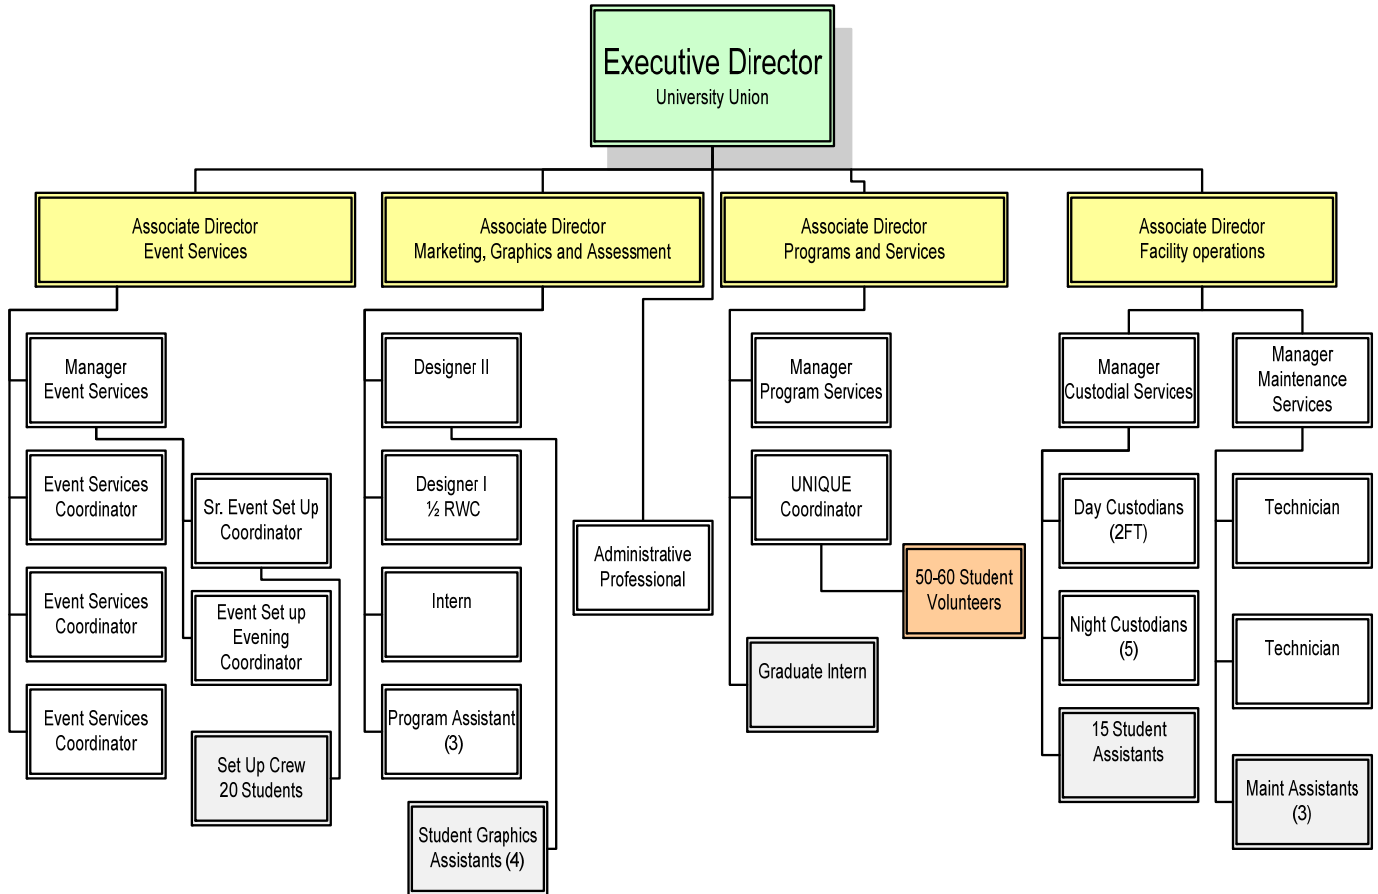 Executive Director
University Union
Associate Director
Event Services
Associate Director
Marketing, Graphics and Assessment
Associate Director
Programs and Services
Associate Director
Facility operations
Manager
Event Services
Event Services
Coordinator
Event Services
Coordinator
Event Services
Coordinator
Sr. Event Set Up
Coordinator
Event Set up
Evening
Coordinator
Set Up Crew
20 Students
Designer II
Designer I
½ RWC
Intern
Program Assistant
(3)
Student Graphics
Assistants (4)
Administrative
Professional
Manager
Program Services
UNIQUE
Coordinator
50-60 Student
Volunteers
Graduate Intern
Manager
Custodial Services
Day Custodians
(2FT)
Night Custodians
(5)
15 Student
Assistants
Manager
Maintenance
Services
Technician
Technician
Maint Assistants
(3)